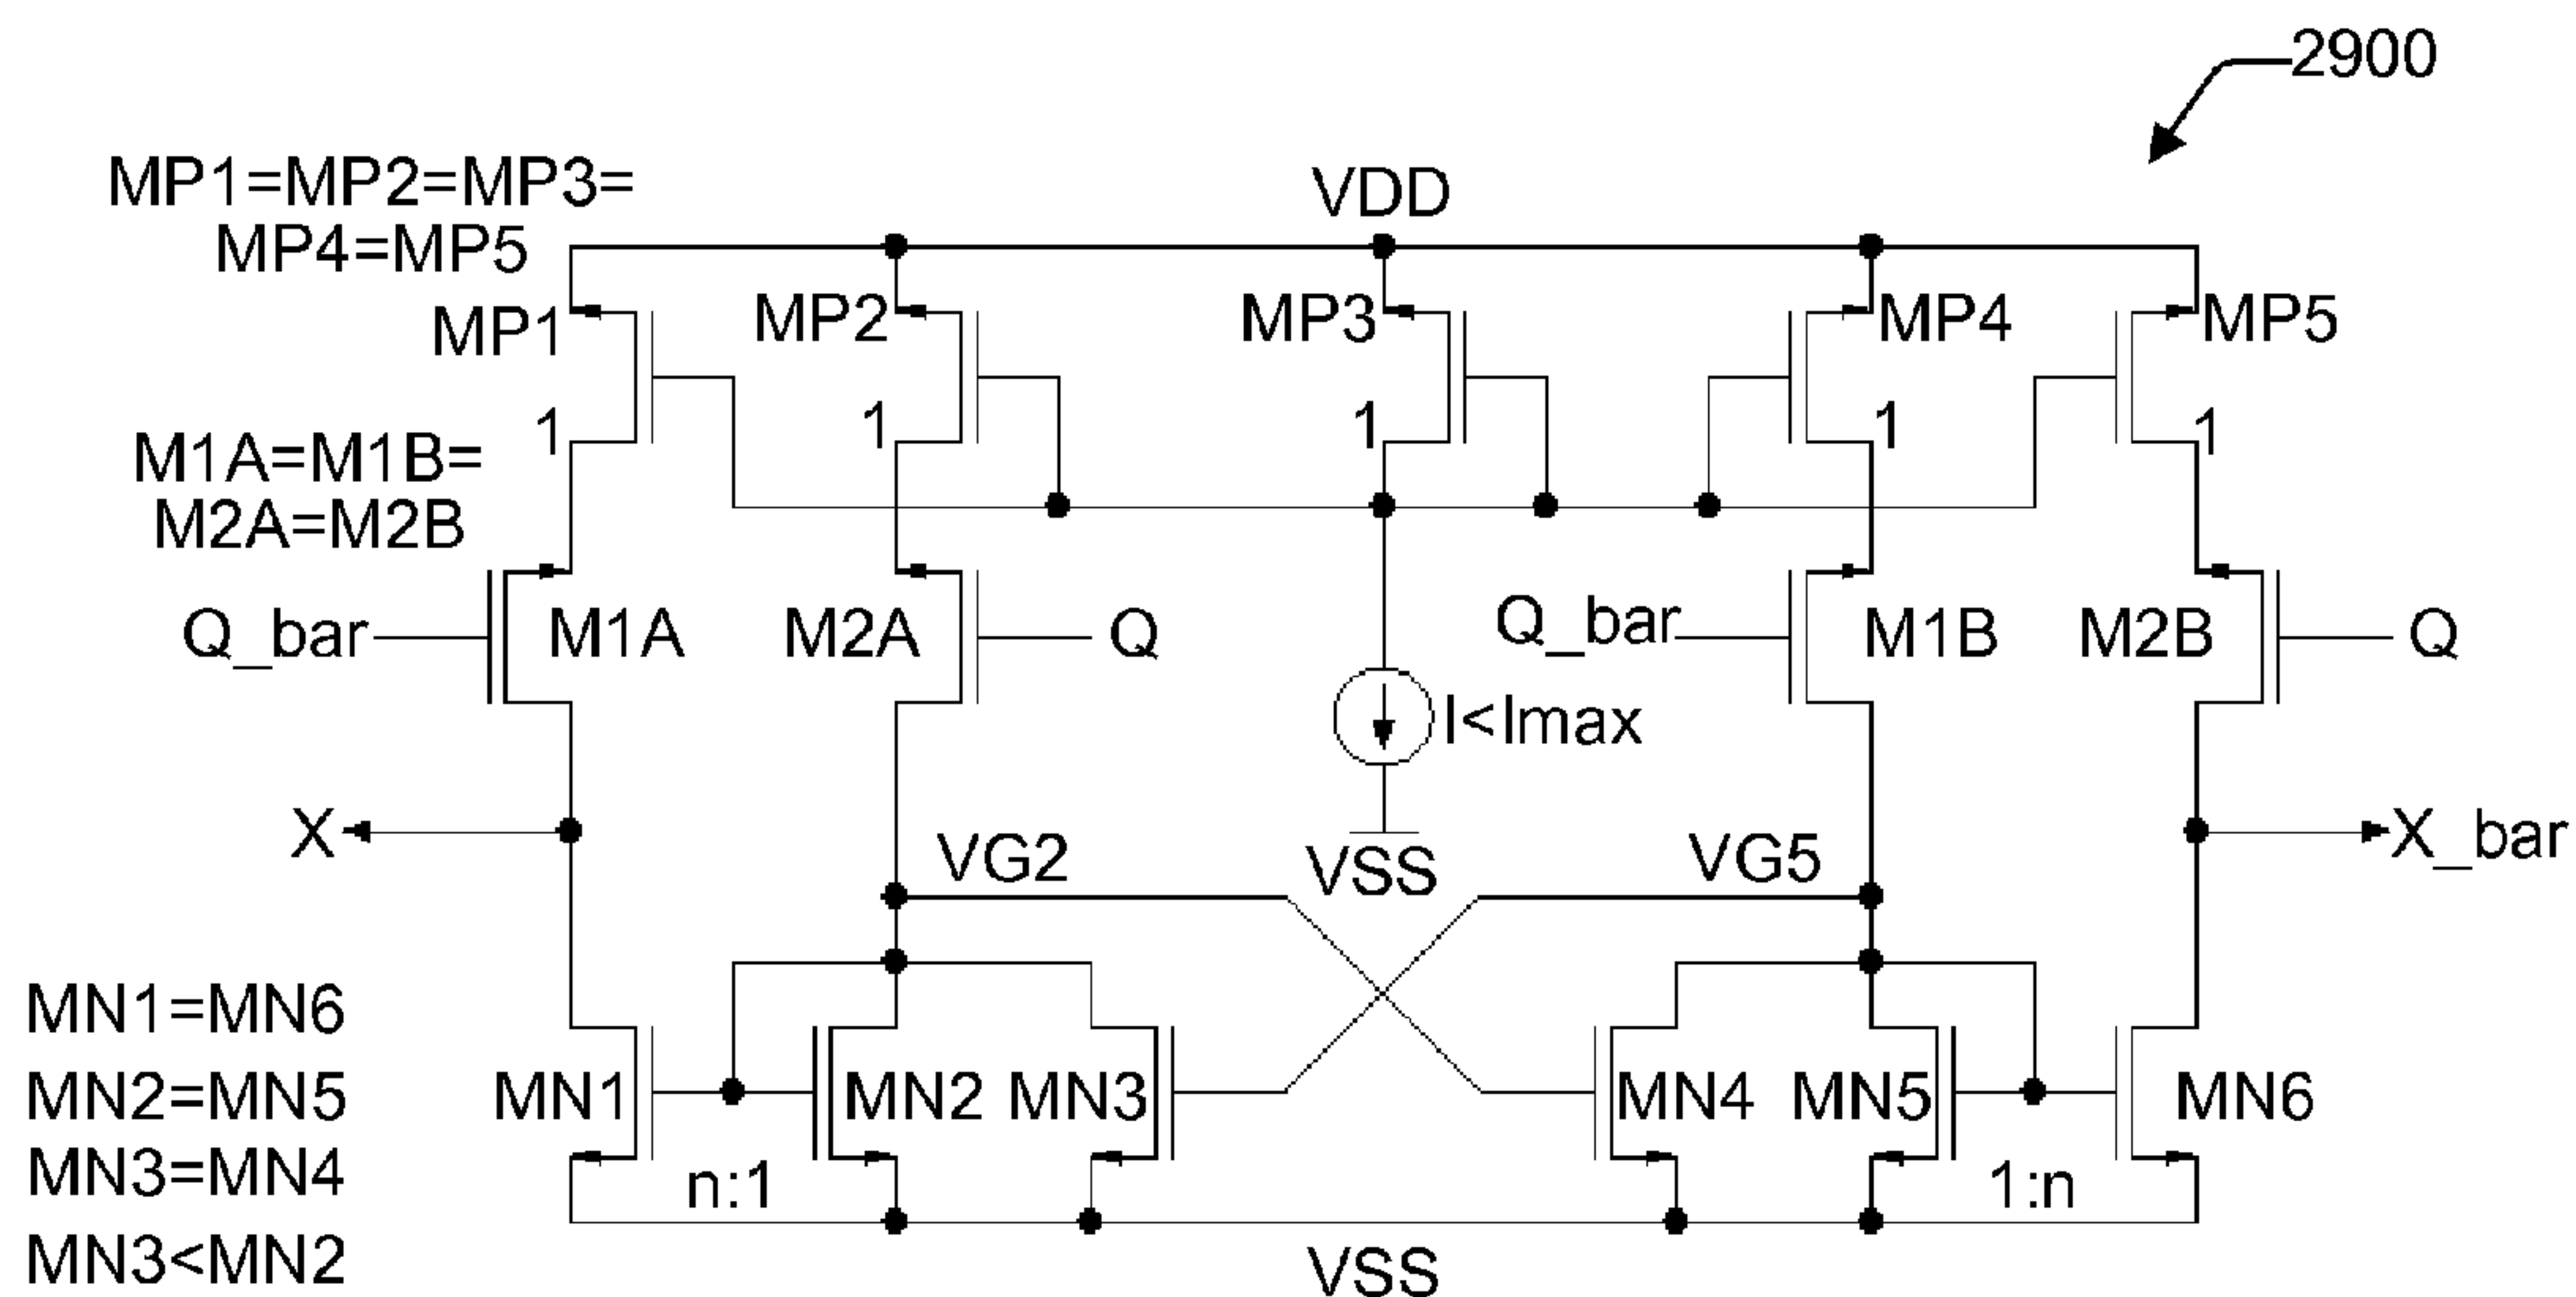 2900
MP1=MP2=MP3=
MP4=MP5
VDD
MP1
MP2
MP3
MP4
MP5
1
1
1
1
1
M1A=M1B=
M2A=M2B
Q_bar
M1A
M2A
Q
Q_bar
M1B
M2B
Q
I<Imax
X
VG2
VSS
VG5
X_bar
MN1=MN6
MN2=MN5
MN3=MN4
MN3<MN2
MN1
MN2
MN3
MN4
MN5
MN6
n:1
1:n
VSS